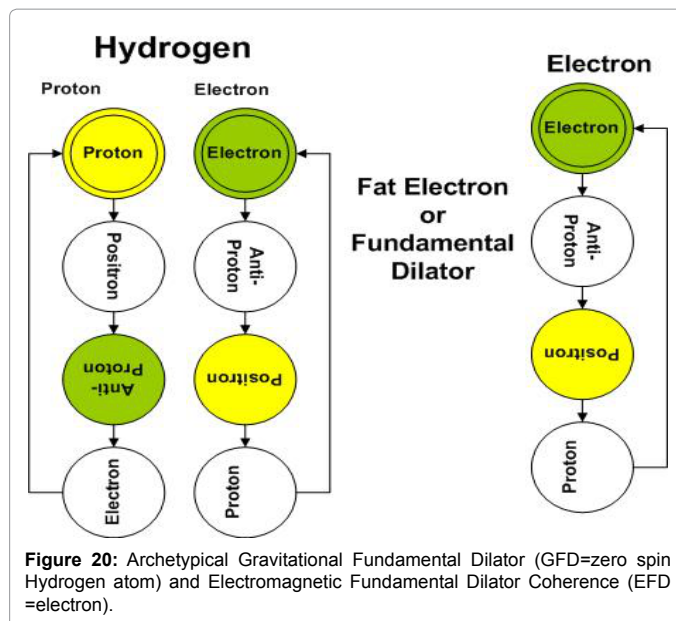 Hydrogen
Proton
Electron
Proton
Positron
Anti-
Proton
Electron
Electron
Anti-
Proton
Positron
Proton
Fat Electron
or
Fundamental
Dilator
Electron
Electron
Anti-
Proton
Positron
Proton
Figure 20: Archetypical Gravitational Fundamental Dilator (GFD=zero spin
Hydrogen atom) and Electromagnetic Fundamental Dilator Coherence (EFD
=electron).